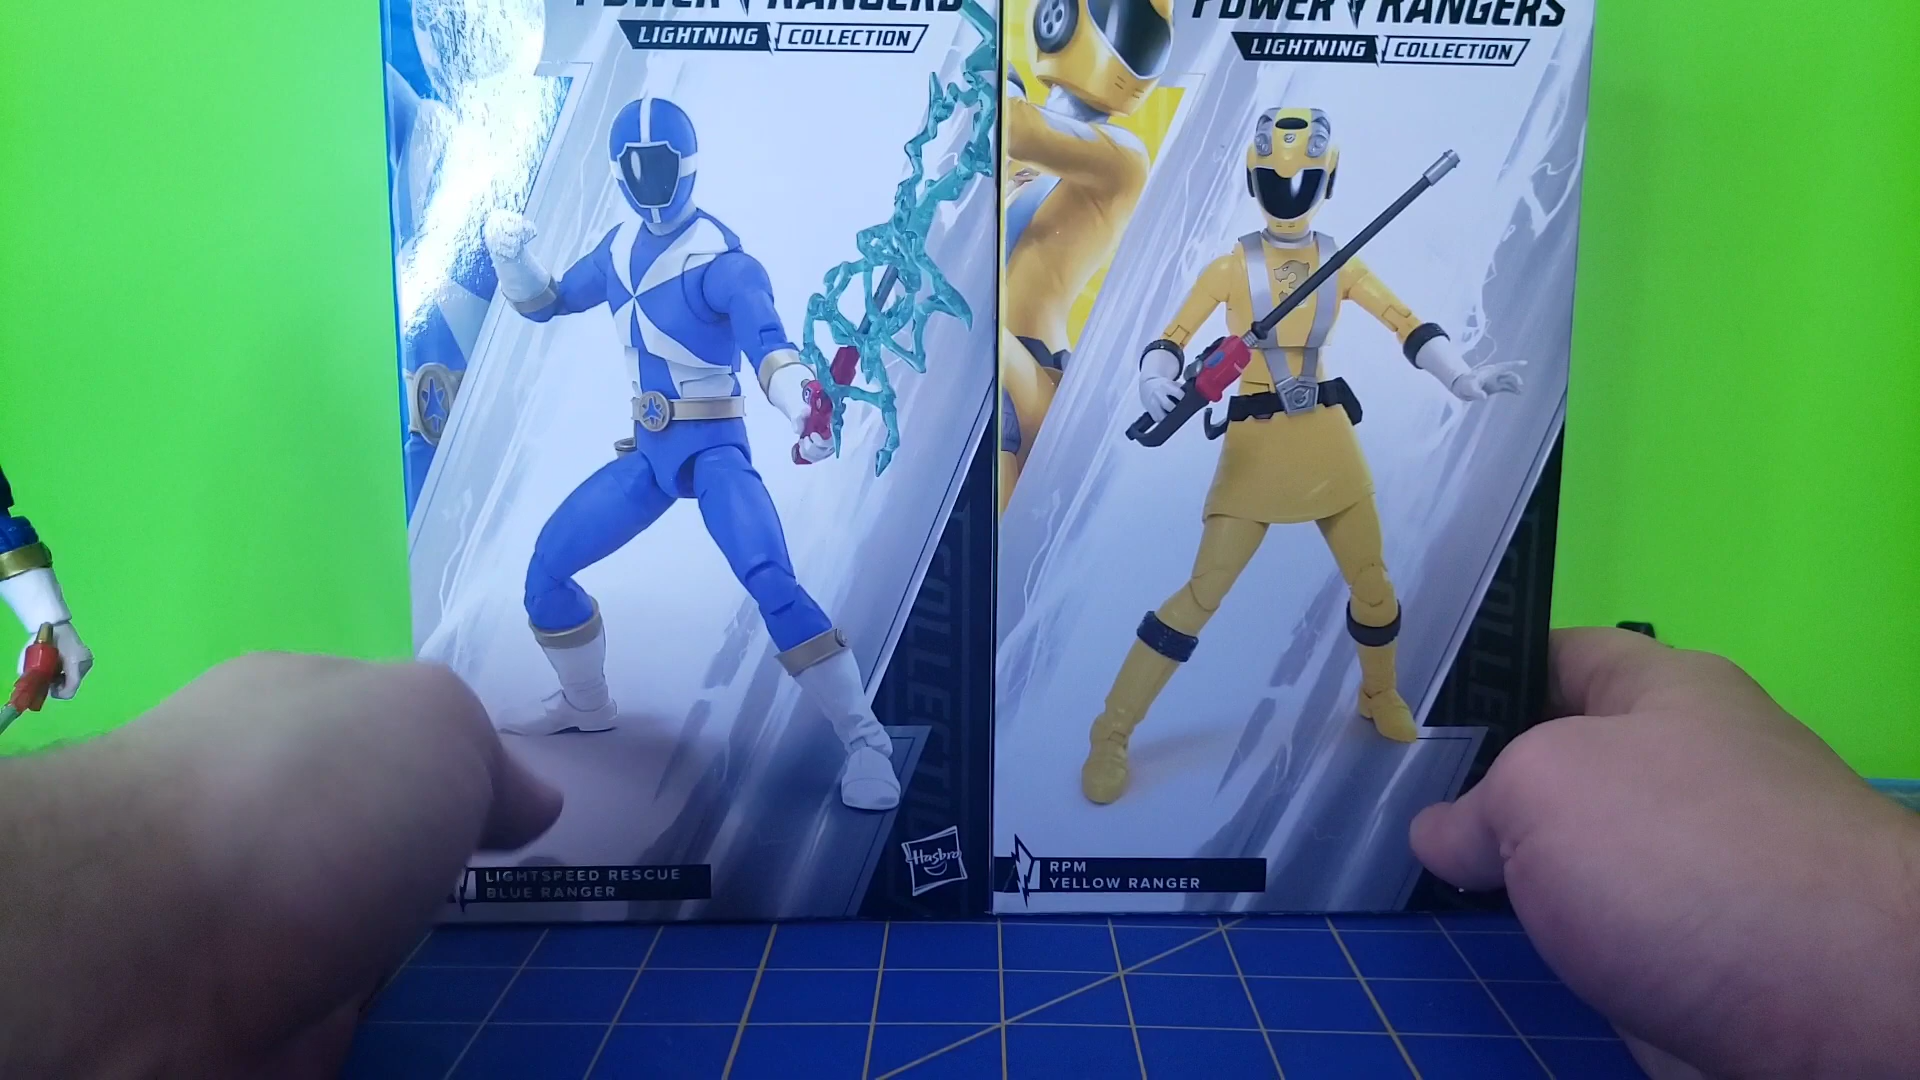 POWER RANGERS
LIGHTNING COLLECTION
LIGHTSPEED RESCUE
BLUE RANGER
Hasbro
POWER RANGERS
LIGHTNING COLLECTION
RPM
YELLOW RANGER